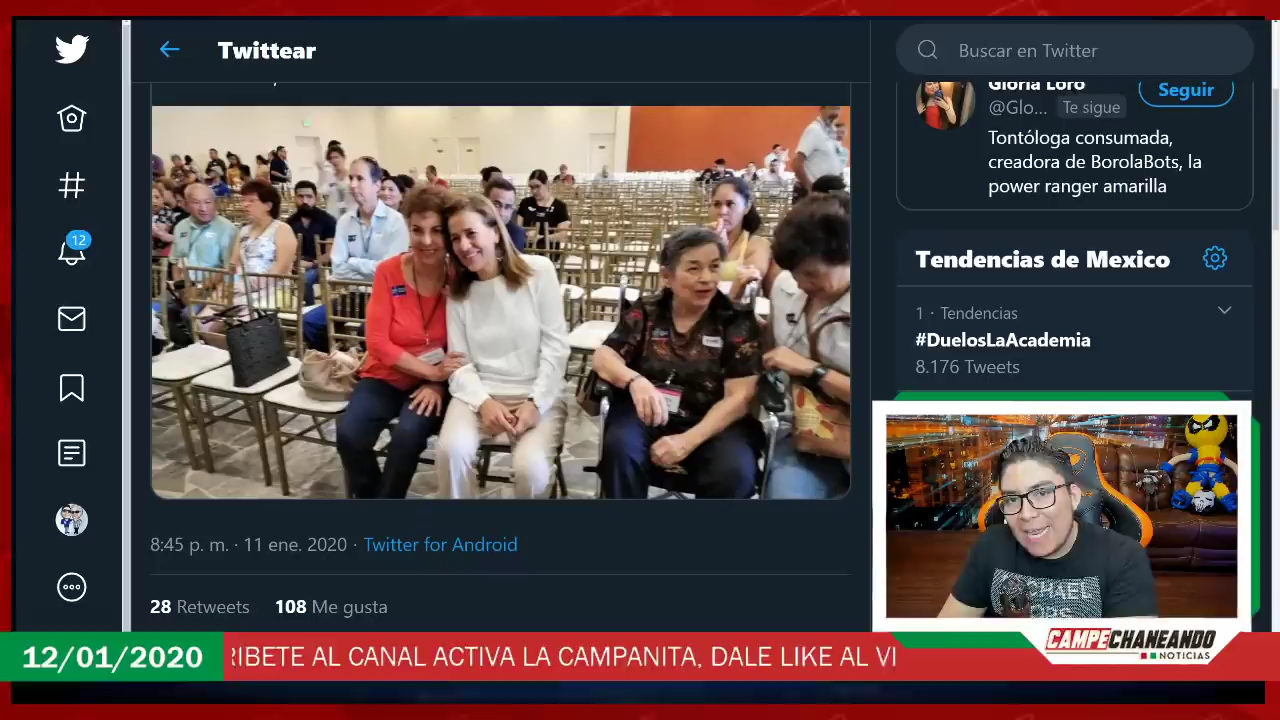 Twittear
Buscar en Twitter
Gloria Loro
@Glo... Te sigue
Seguir
Tontóloga consumada,
creadora de BorolaBots, la
power ranger amarilla
Tendencias de Mexico
1 · Tendencias
#DuelosLaAcademia
8.176 Tweets
12
8:45 p. m. · 11 ene. 2020 · Twitter for Android
28 Retweets 108 Me gusta
12/01/2020
RIBETE AL CANAL ACTIVA LA CAMPANITA, DALE LIKE AL VI
CAMPECHANEANDO
NOTICIAS